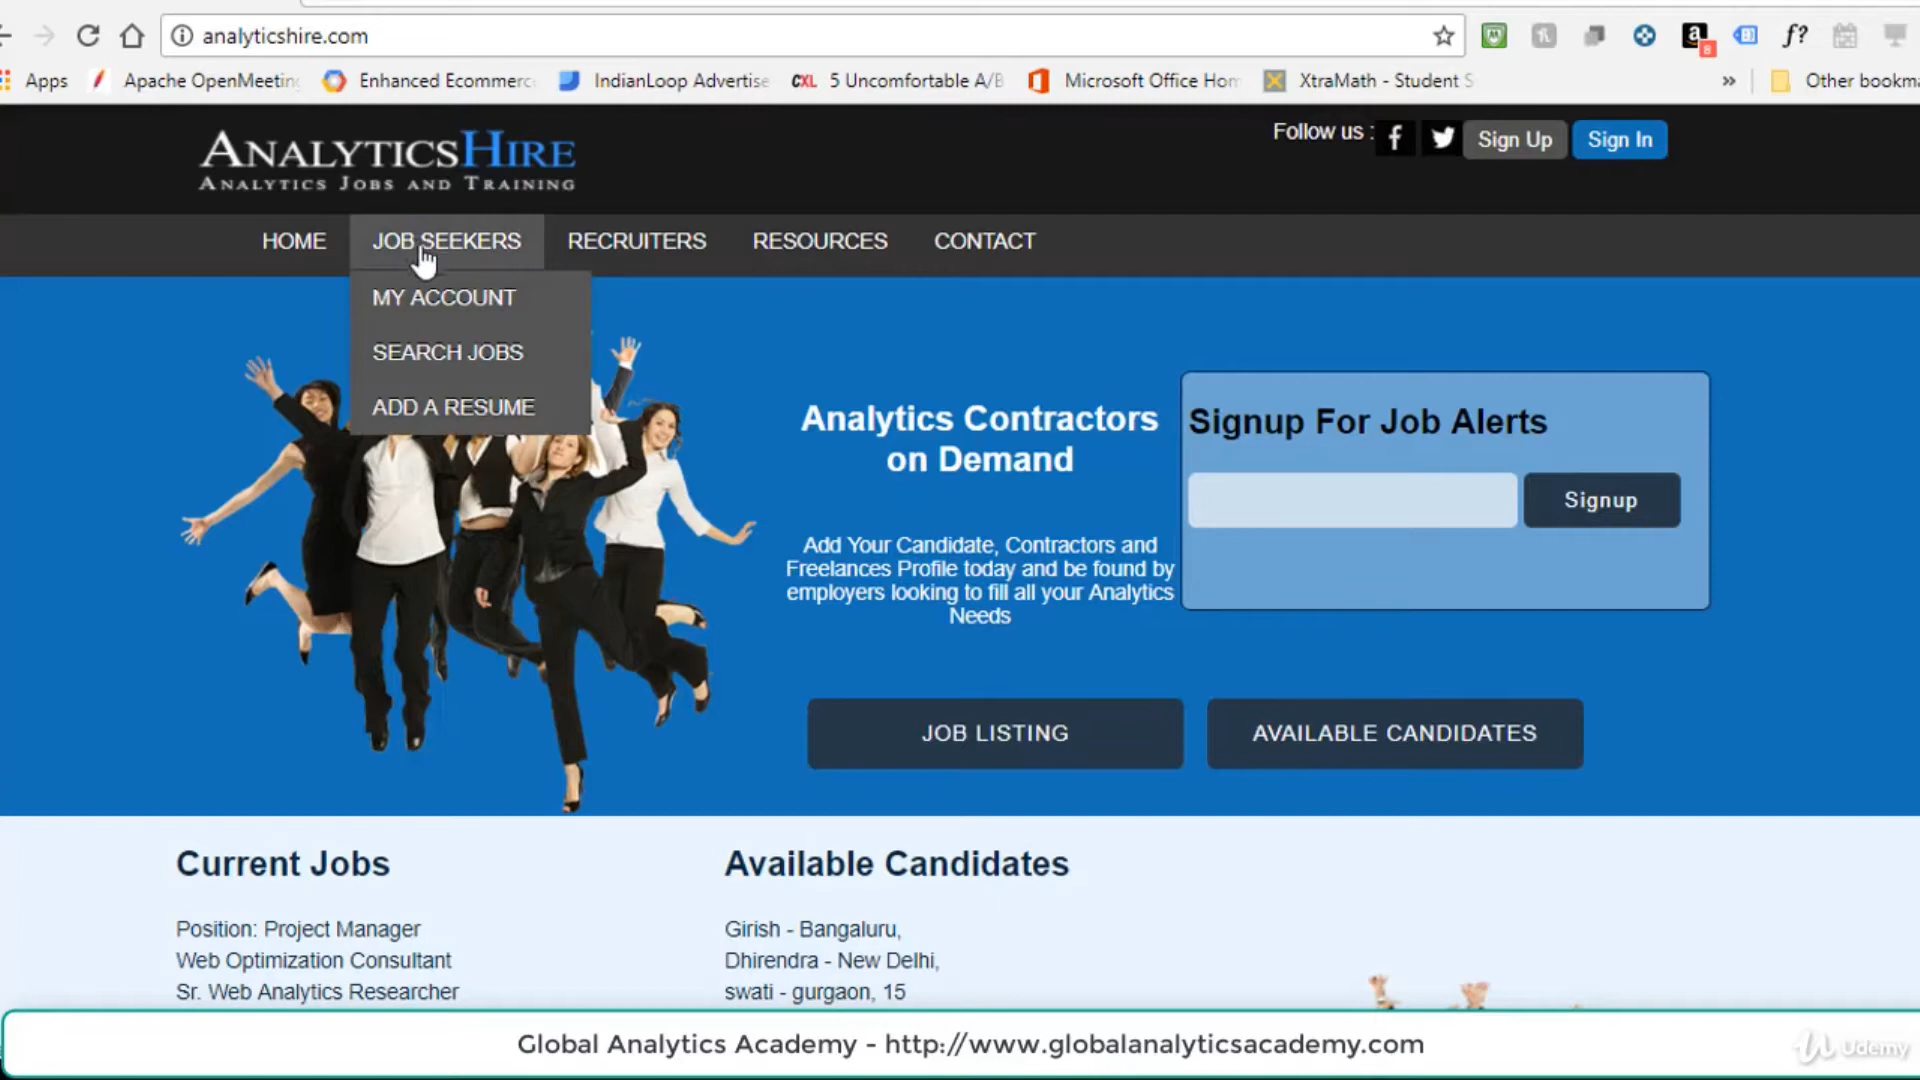 analyticshire.com
f?
a
8
Apps
Apache OpenMeeting
Enhanced Ecommerc
IndianLoop Advertise
CXL 5 Uncomfortable A/B
Microsoft Office Hom
XtraMath - Student S
»
Other bookma
ANALYTICSHIRE
ANALYTICS JOBS AND TRAINING
Follow us :
Sign Up
Sign In
HOME
JOB SEEKERS
RECRUITERS
RESOURCES
CONTACT
MY ACCOUNT
SEARCH JOBS
ADD A RESUME
Analytics Contractors
on Demand
Add Your Candidate, Contractors and
Freelances Profile today and be found by
employers looking to fill all your Analytics
Needs
Signup For Job Alerts
Signup
JOB LISTING
AVAILABLE CANDIDATES
Current Jobs
Position: Project Manager
Web Optimization Consultant
Sr. Web Analytics Researcher
Available Candidates
Girish - Bangaluru,
Dhirendra - New Delhi,
swati - gurgaon, 15
Global Analytics Academy - http://www.globalanalyticsacademy.com
Udemy